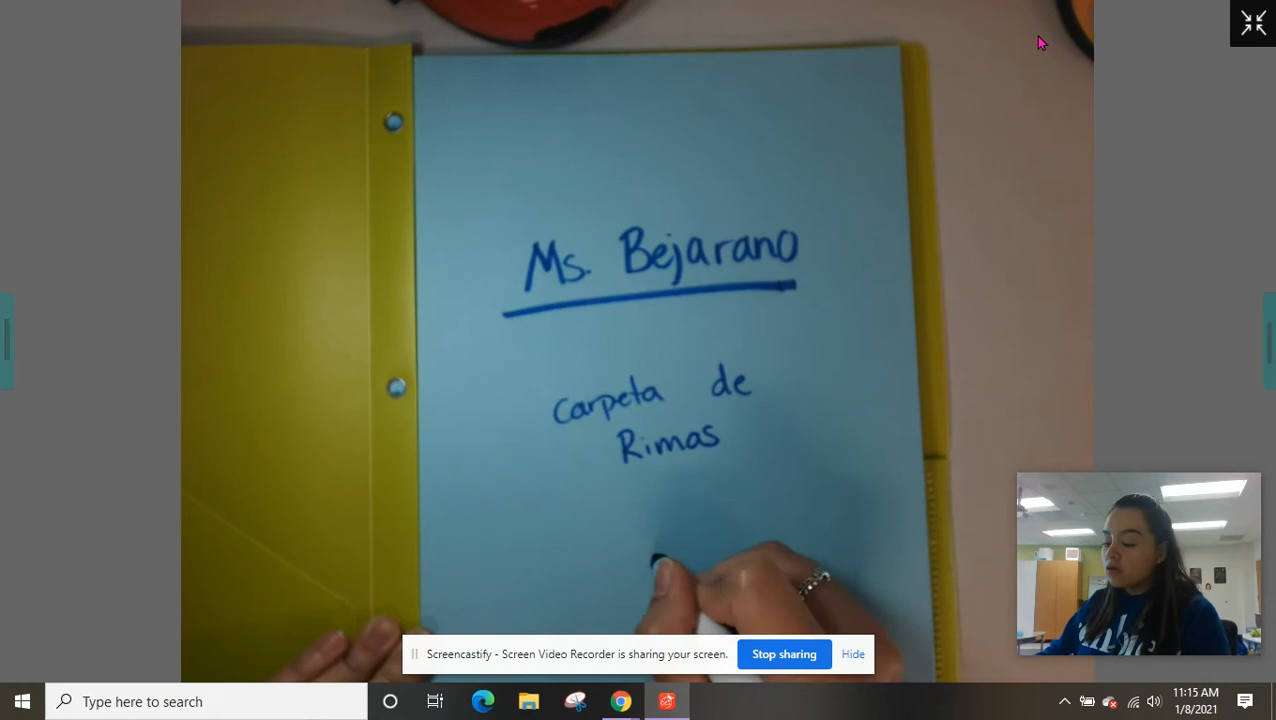 Ms. Bejarano
Carpeta de
Rimas
Screencastify - Screen Video Recorder is sharing your screen.
Stop sharing
Hide
Type here to search
11:15 AM
1/8/2021